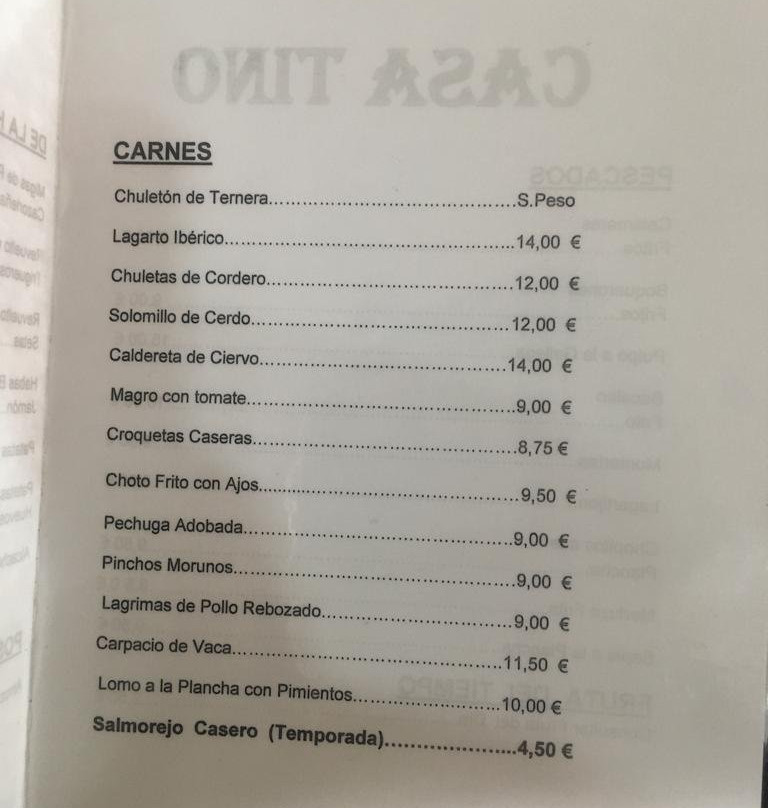 CASA TINO
CARNES
Chuletón de Ternera..................................................S.Peso
Lagarto Ibérico..................................................14,00 €
Chuletas de Cordero..................................................12,00 €
Solomillo de Cerdo..................................................12,00 €
Caldereta de Ciervo..................................................14,00 €
Magro con tomate..................................................9,00 €
Croquetas Caseras..................................................8,75 €
Choto Frito con Ajos..................................................9,50 €
Pechuga Adobada..................................................9,00 €
Pinchos Morunos..................................................9,00 €
Lagrimas de Pollo Rebozado........................................9,00 €
Carpacio de Vaca..................................................11,50 €
Lomo a la Plancha con Pimientos..............................10,00 €
Salmorejo Casero (Temporada)....................4,50 €
PESCADOS